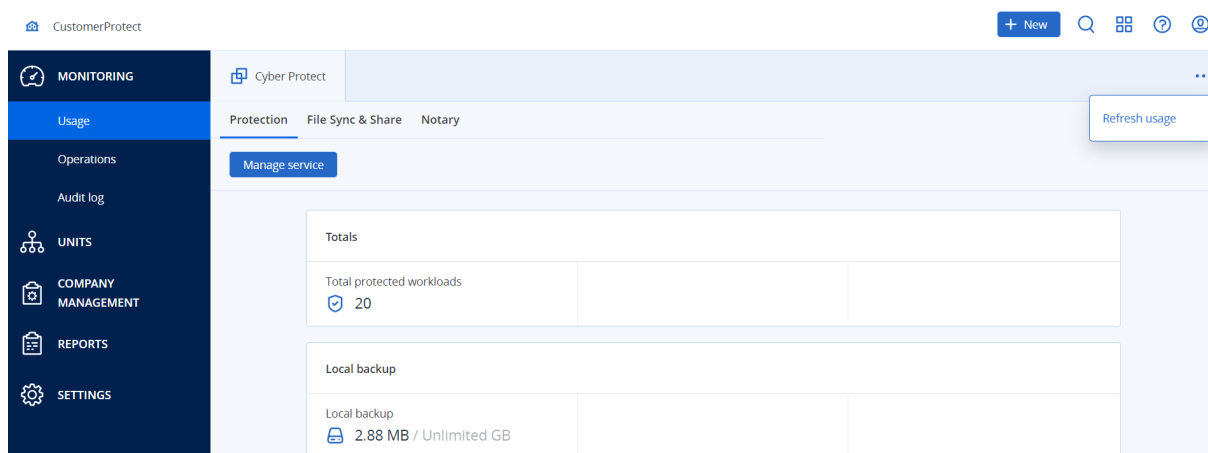 CustomerProtect
+ New
MONITORING
Cyber Protect
Usage
Protection File Sync & Share Notary
Refresh usage
Operations
Manage service
Audit log
UNITS
Totals
COMPANY
MANAGEMENT
Total protected workloads
20
REPORTS
Local backup
SETTINGS
Local backup
2.88 MB / Unlimited GB